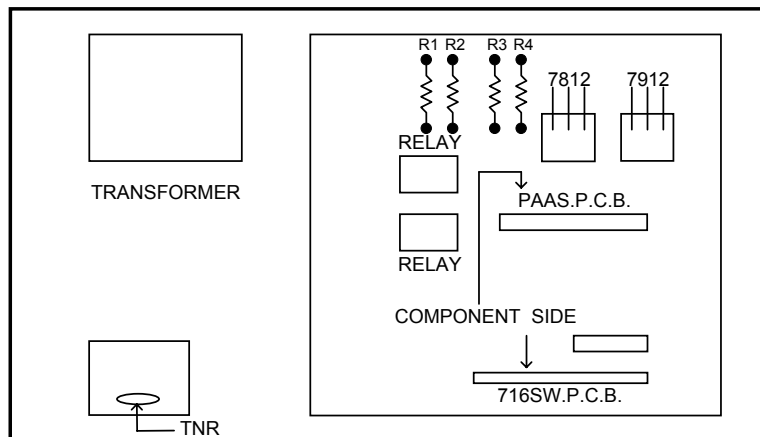 R1 R2 R3 R4
7812 7912
RELAY
TRANSFORMER
PAAS.P.C.B.
RELAY
COMPONENT SIDE
716SW.P.C.B.
TNR